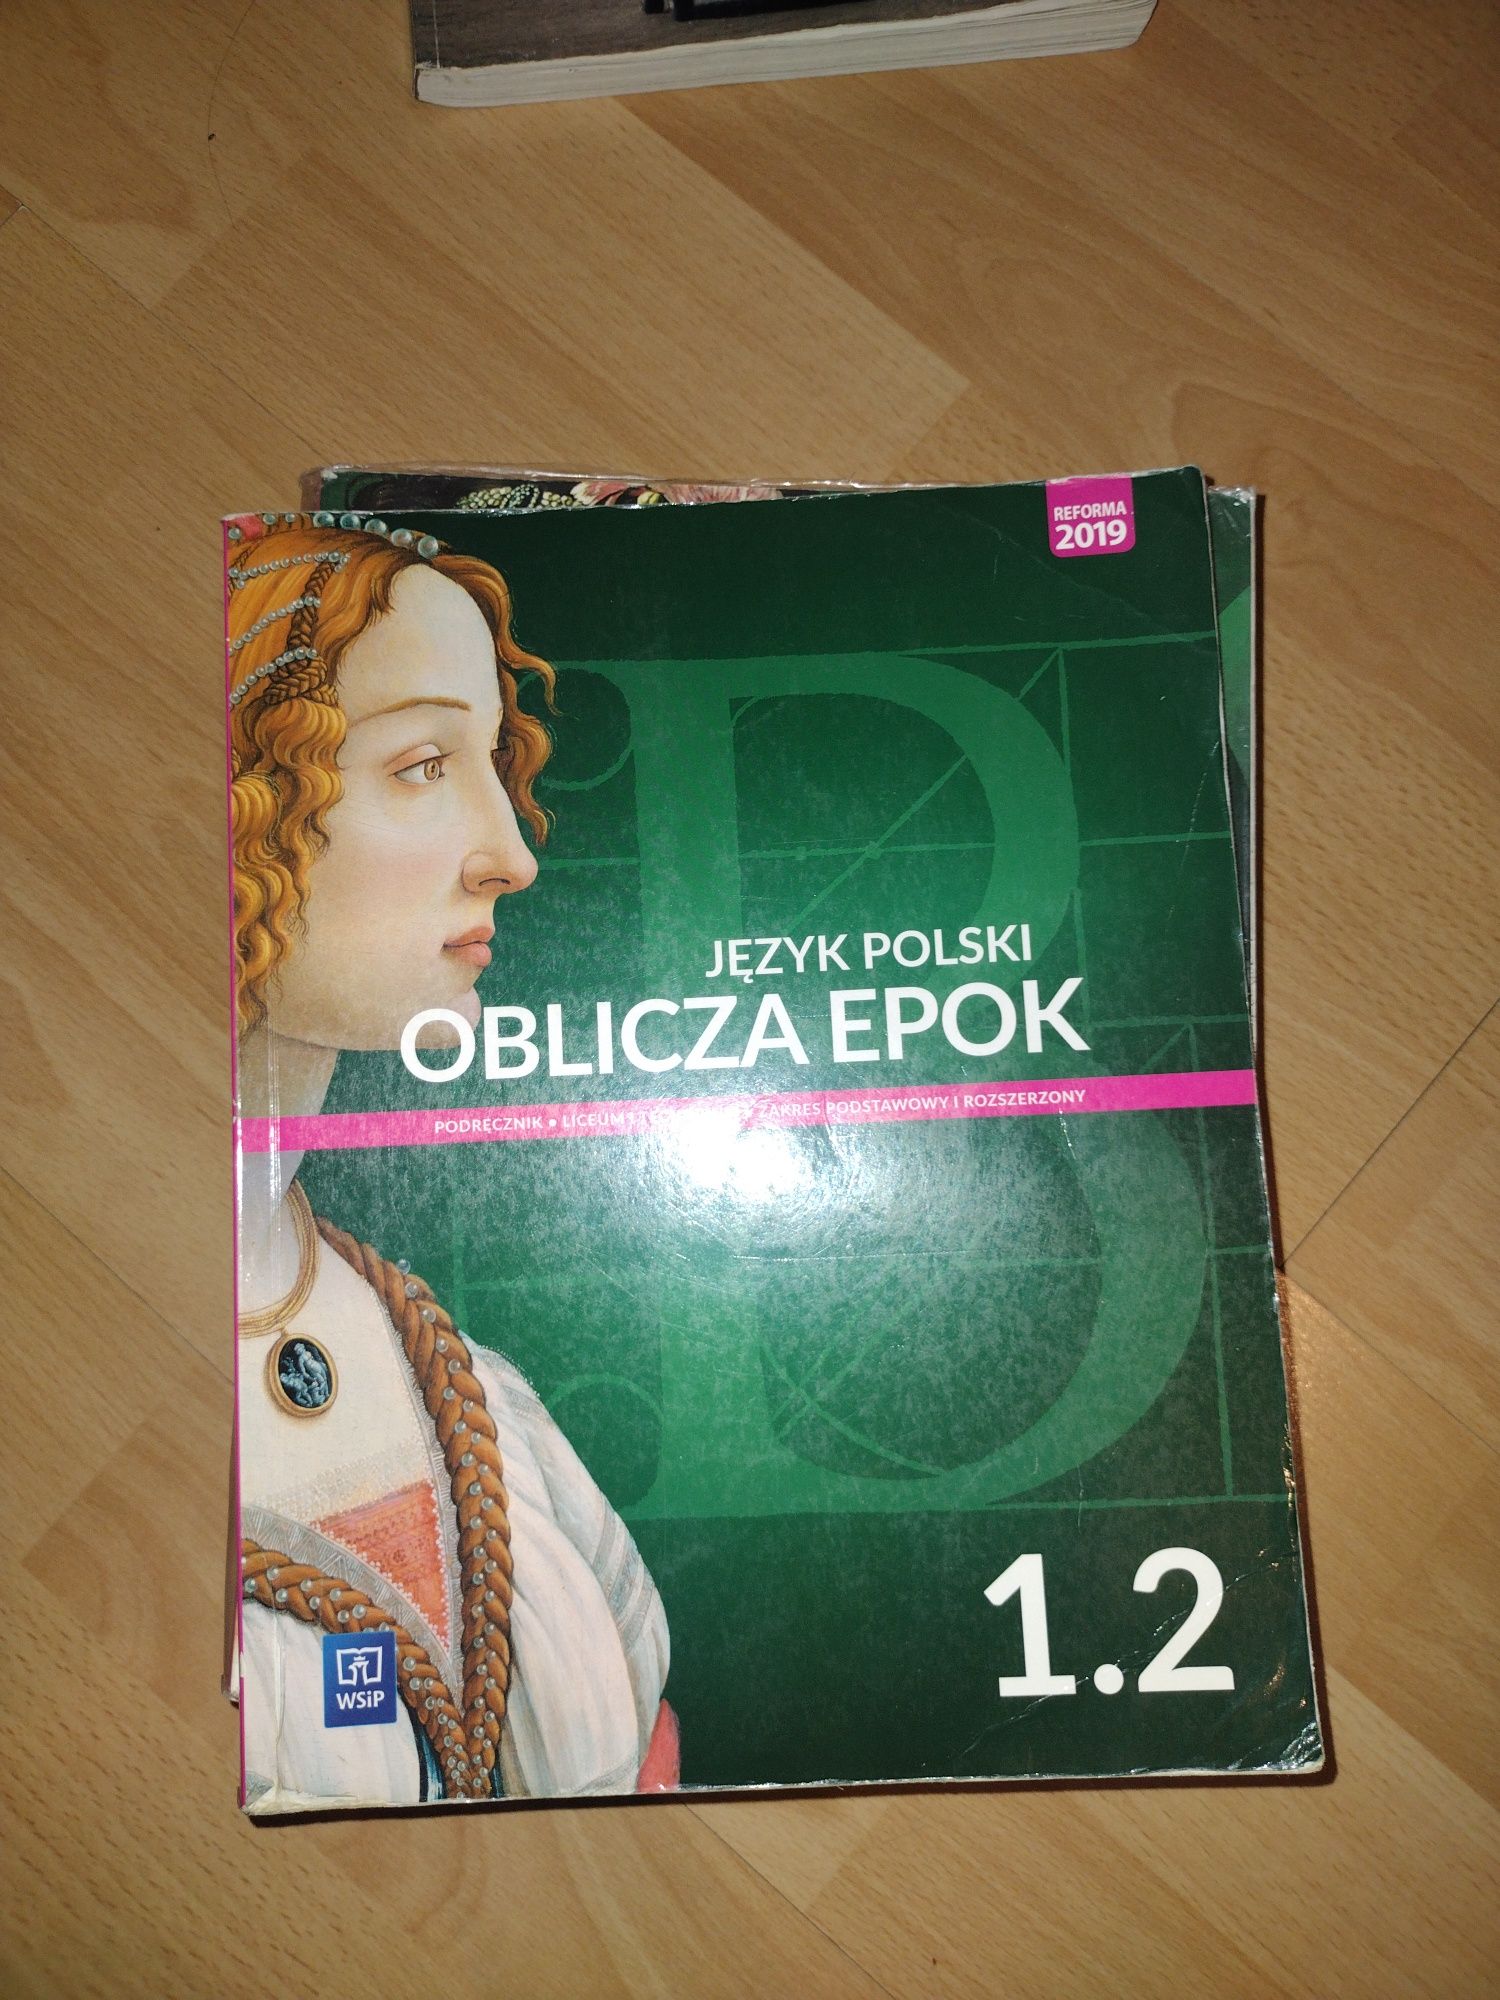 REFORMA
2019
JĘZYK POLSKI
OBLICZA EPOK
PODRĘCZNIK • LICEUM I ZAKRES PODSTAWOWY I ROZSZERZONY
1.2
WSiP